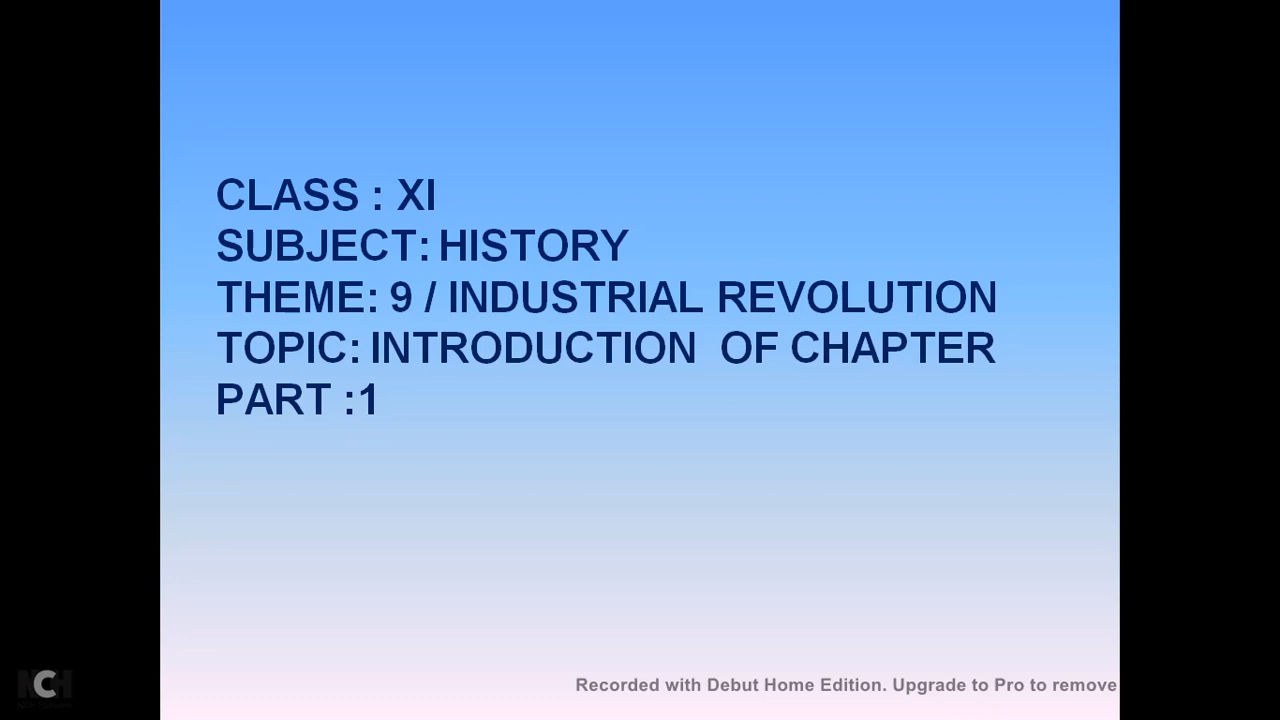 CLASS : XI
SUBJECT: HISTORY
THEME: 9 / INDUSTRIAL REVOLUTION
TOPIC: INTRODUCTION OF CHAPTER
PART :1
Recorded with Debut Home Edition. Upgrade to Pro to remove
NCH